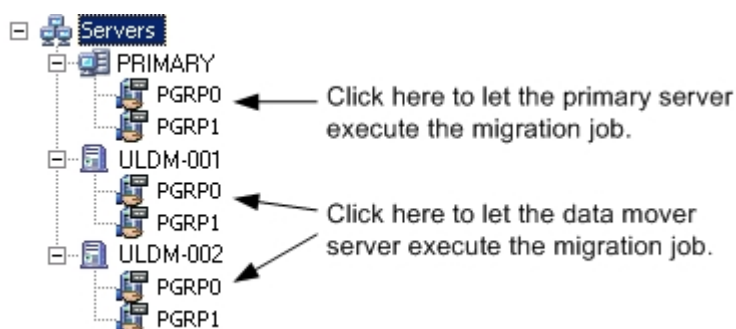 Servers
PRIMARY
PGRP0
PGRP1
Click here to let the primary server
execute the migration job.
ULDM-001
PGRP0
PGRP1
Click here to let the data mover
server execute the migration job.
ULDM-002
PGRP0
PGRP1